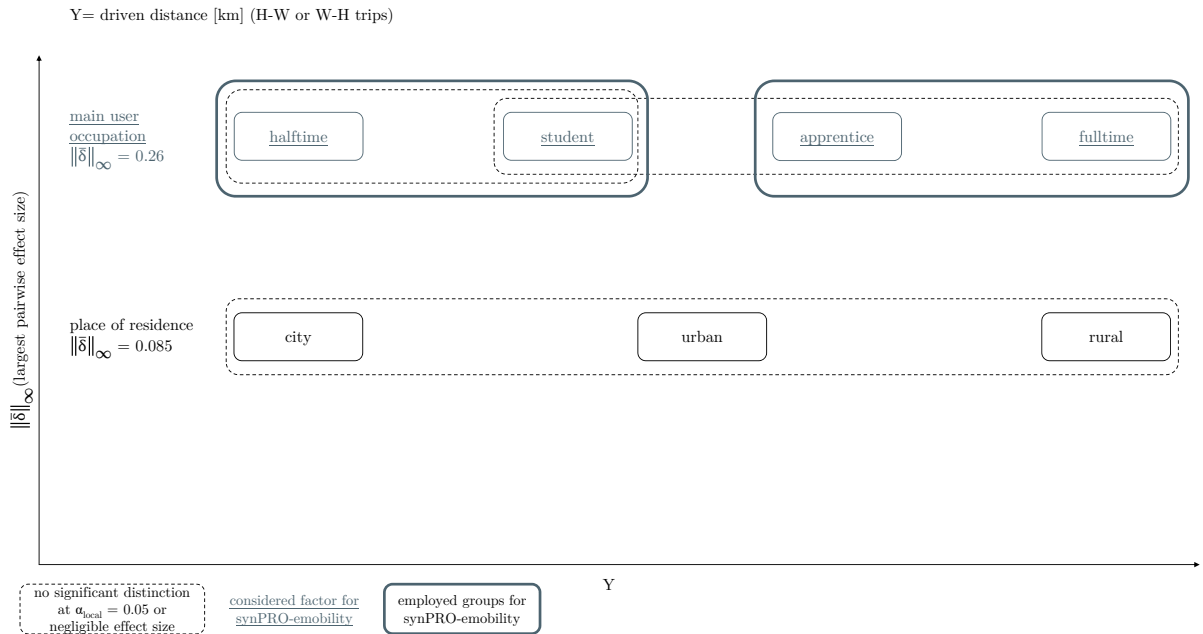 Y= driven distance [km] (H-W or W-H trips)
main user
occupation
‖δ̄‖∞ = 0.26
halftime
student
apprentice
fulltime
‖δ̄‖∞(largest pairwise effect size)
place of residence
‖δ̄‖∞ = 0.085
city
urban
rural
Y
no significant distinction
at αlocal = 0.05 or
negligible effect size
considered factor for
synPRO-emobility
employed groups for
synPRO-emobility